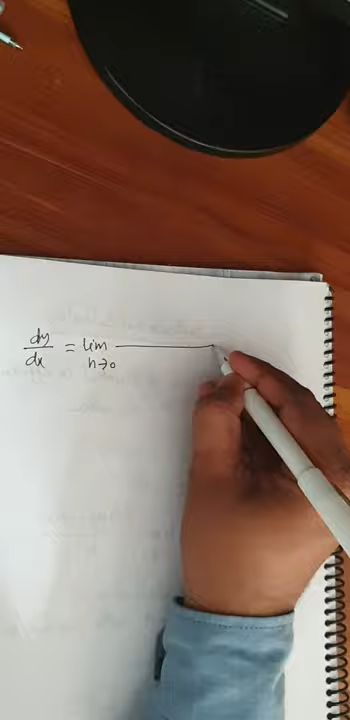 dy/dx = lim h→0